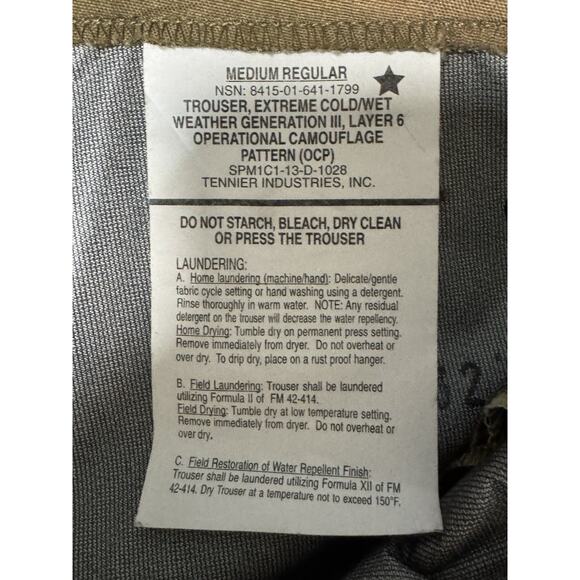 MEDIUM REGULAR
NSN: 8415-01-641-1799
TROUSER, EXTREME COLD/WET
WEATHER GENERATION III, LAYER 6
OPERATIONAL CAMOUFLAGE
PATTERN (OCP)
SPM1C1-13-D-1028
TENNIER INDUSTRIES, INC.
DO NOT STARCH, BLEACH, DRY CLEAN
OR PRESS THE TROUSER
LAUNDERING:
A. Home laundering (machine/hand): Delicate/gentle
fabric cycle setting or hand washing using a detergent.
Rinse thoroughly in warm water. NOTE: Any residual
detergent on the trouser will decrease the water repellency.
Home Drying: Tumble dry on permanent press setting.
Remove immediately from dryer. Do not overheat or
over dry. To drip dry, place on a rust proof hanger.
B. Field Laundering: Trouser shall be laundered
utilizing Formula II of FM 42-414.
Field Drying: Tumble dry at low temperature setting.
Remove immediately from dryer. Do not overheat or
over dry.
C. Field Restoration of Water Repellent Finish:
Trouser shall be laundered utilizing Formula XII of FM
42-414. Dry Trouser at a temperature not to exceed 150°F.